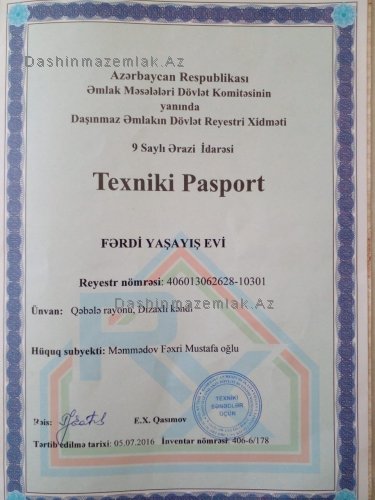 Dashinmazemlak.Az
Dashinmazemlak.Az
Azərbaycan Respublikası
Əmlak Məsələləri Dövlət Komitəsinin
yanında
Daşınmaz Əmlakın Dövlət Reyestri Xidməti
9 Saylı Ərazi İdarəsi
Texniki Pasport
FƏRDİ YAŞAYIŞ EVİ
Reyestr nömrəsi: 406013062628-10301
Dashinmazemlak.Az
Ünvan: Qəbələ rayonu, Dizaxlı kəndi
Hüquq subyekti: Məmmədov Fəxri Mustafa oğlu
Rəis: E.X. Qasımov
TEXNİKİ
SƏNƏDLƏR
ÜÇÜN
Tərtib edilmə tarixi: 05.07.2016 İnventar nömrəsi: 406-6/178